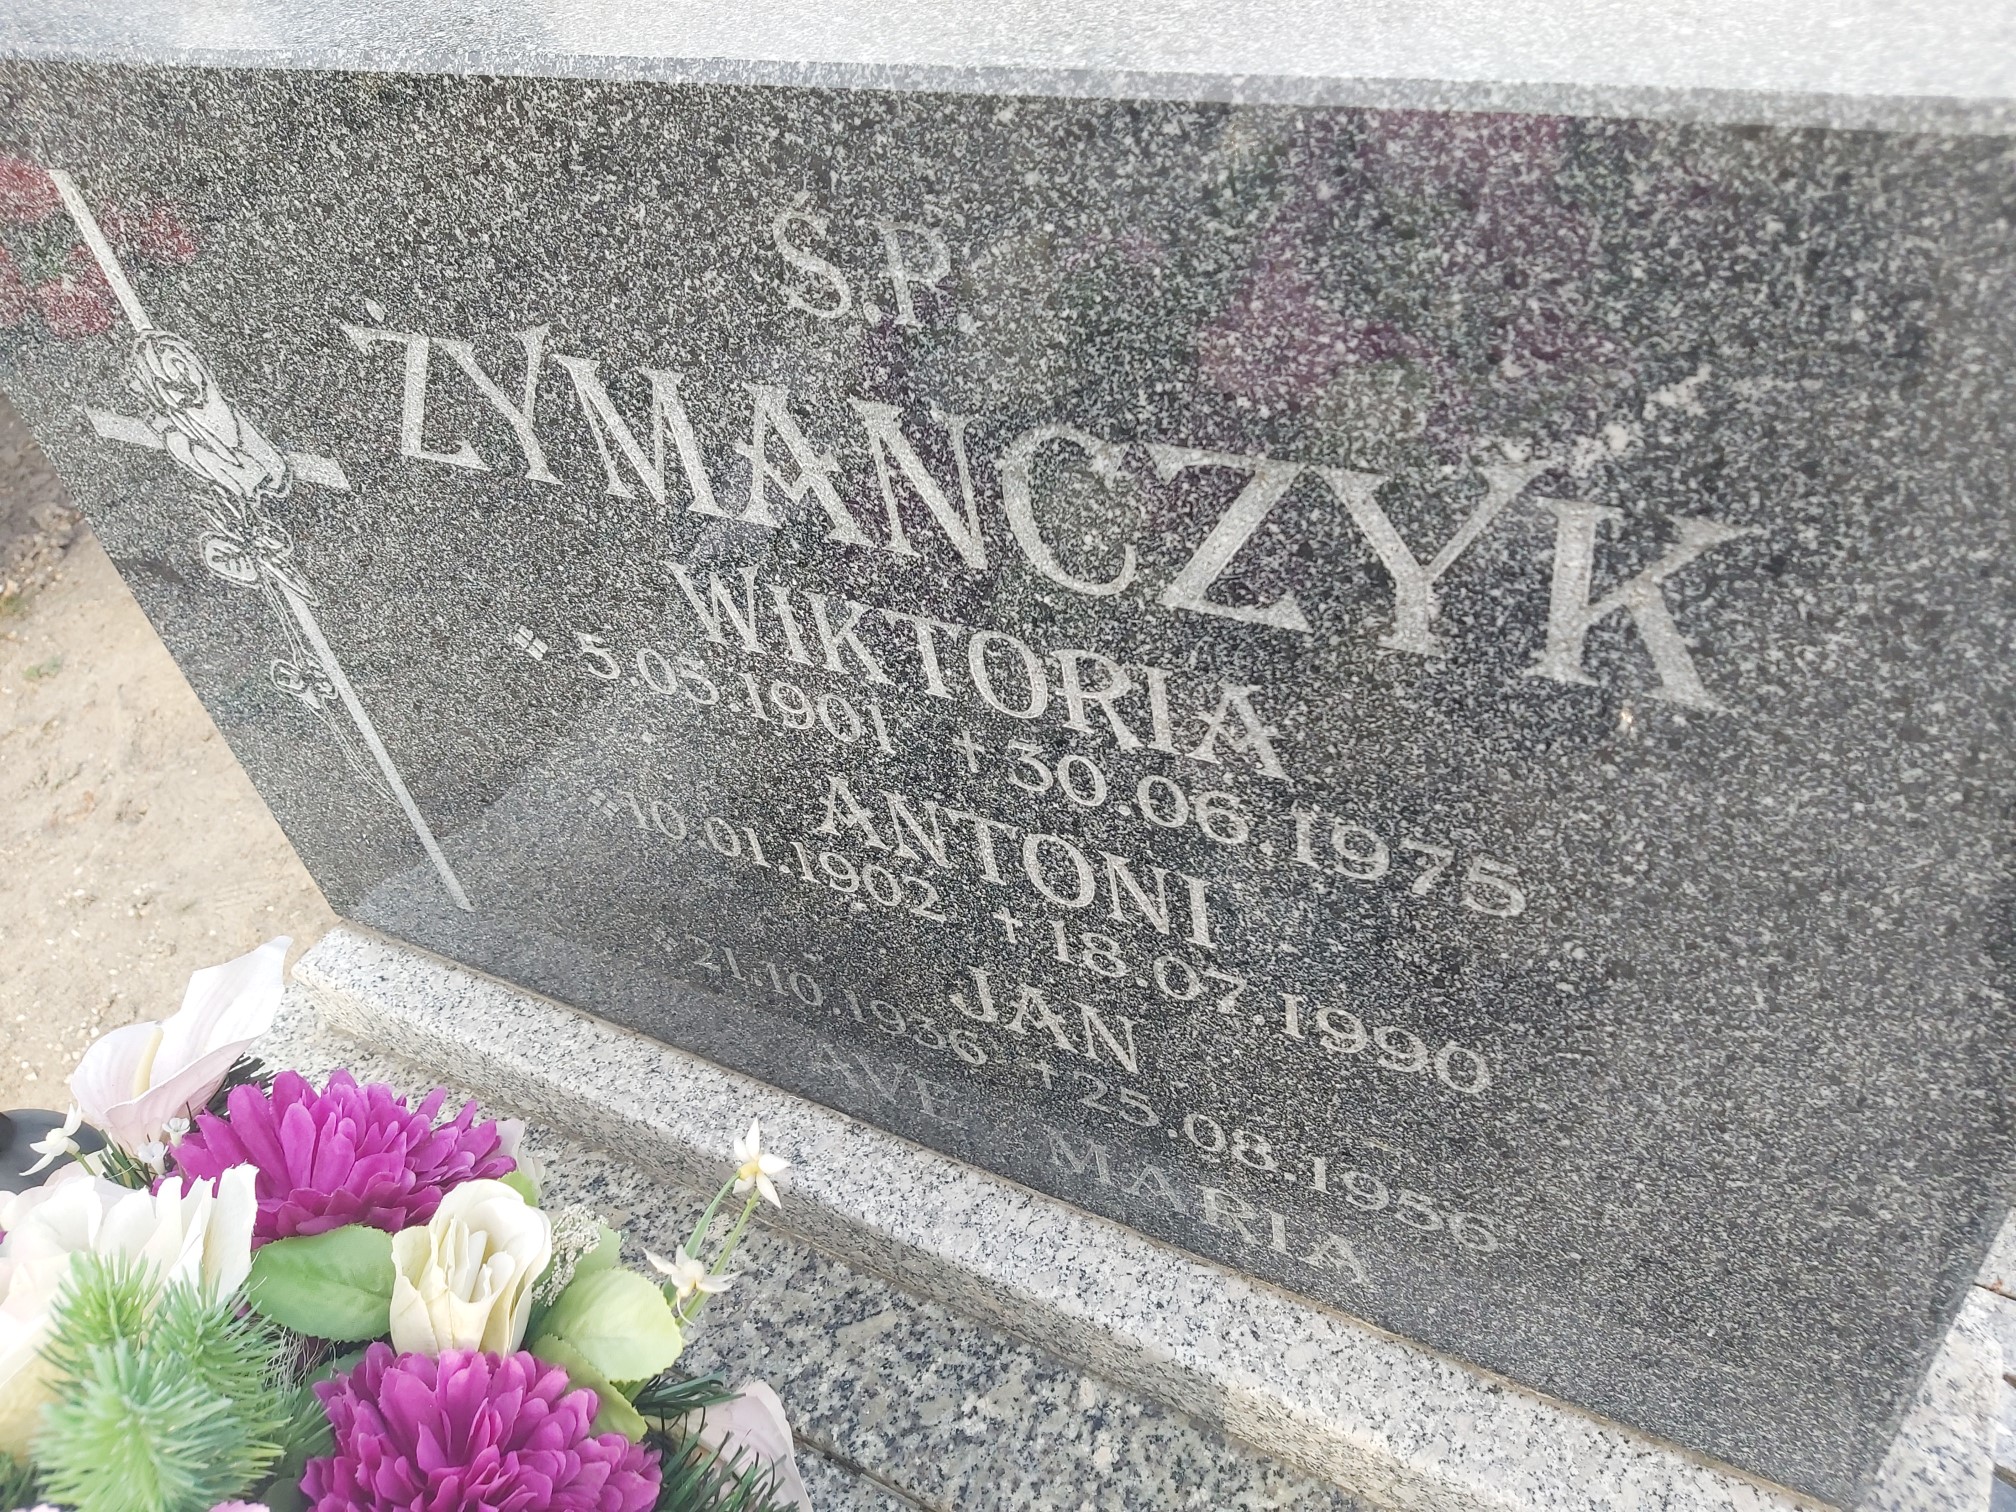 Ś.P.
ŻYMAŃCZYK
WIKTORIA
* 5.05.1901 + 30.06.1975
ANTONI
* 10.01.1902 + 18.07.1990
JAN
* 21.10.1936 + 25.08.1956
AVE MARIA